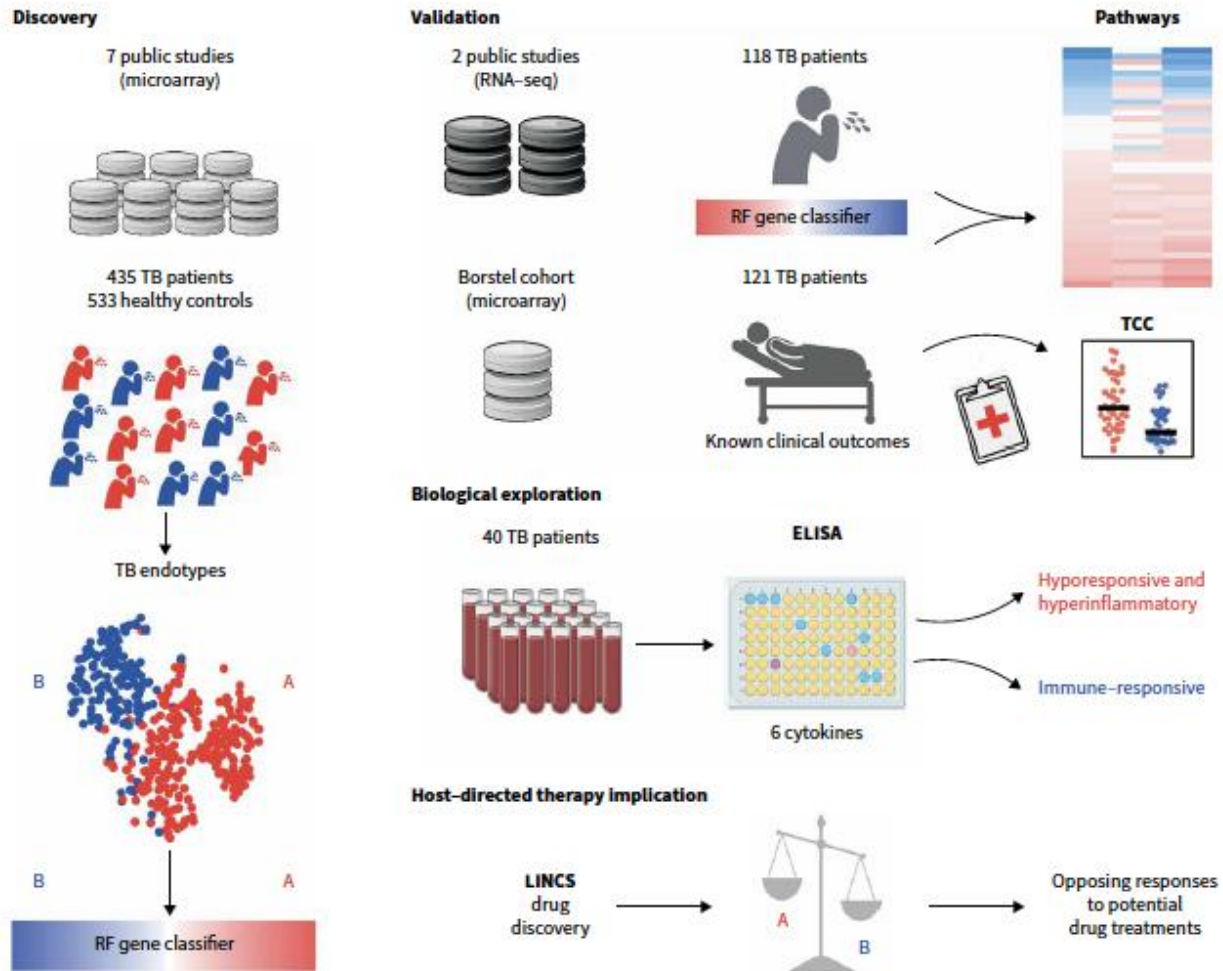 Discovery
7 public studies
(microarray)
435 TB patients
533 healthy controls
TB endotypes
B
A
B
A
RF gene classifier
Validation
2 public studies
(RNA–seq)
118 TB patients
RF gene classifier
Pathways
Borstel cohort
(microarray)
121 TB patients
Known clinical outcomes
TCC
Biological exploration
40 TB patients
ELISA
6 cytokines
Hyporesponsive and
hyperinflammatory
Immune–responsive
Host–directed therapy implication
LINCS
drug
discovery
A
B
Opposing responses
to potential
drug treatments